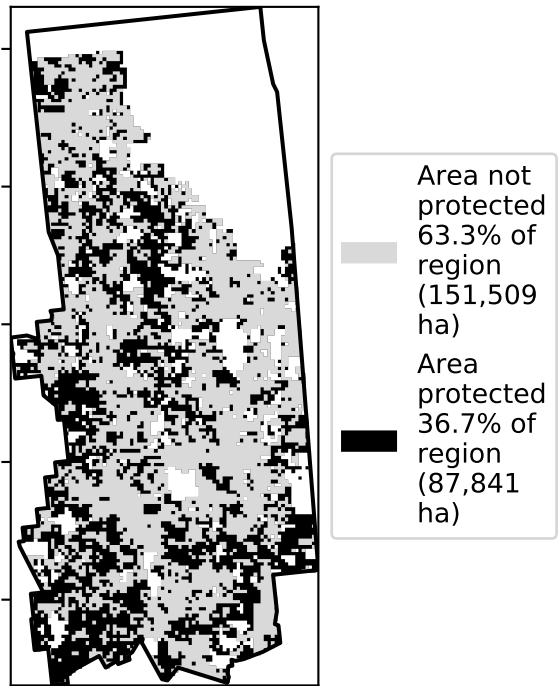 Area not
protected
63.3% of
region
(151,509
ha)
Area
protected
36.7% of
region
(87,841
ha)